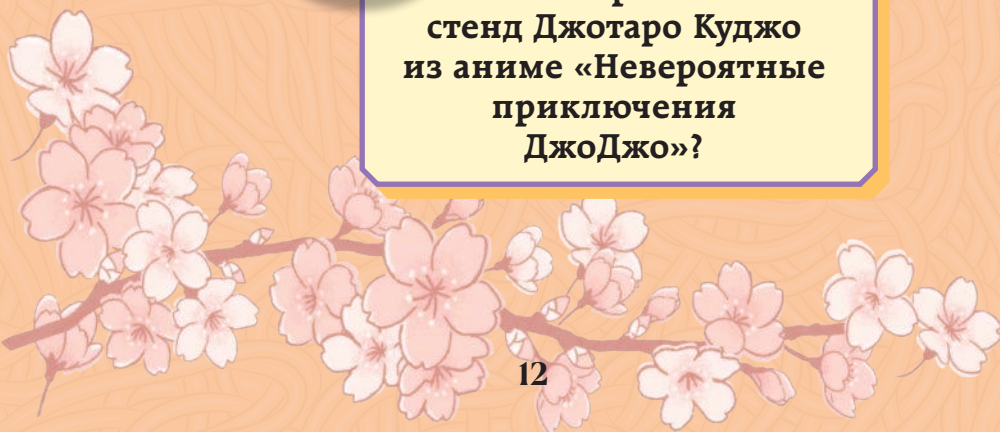 стенд Джотаро Куджо
из аниме «Невероятные
приключения
ДжоДжо»?
12